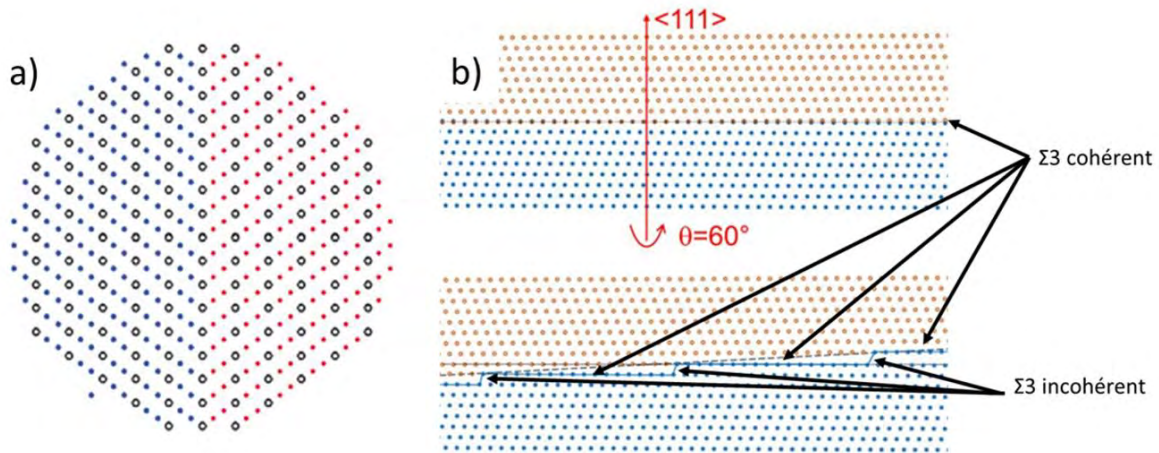 a)
b)
<111>
Σ3 cohérent
θ=60°
Σ3 incohérent